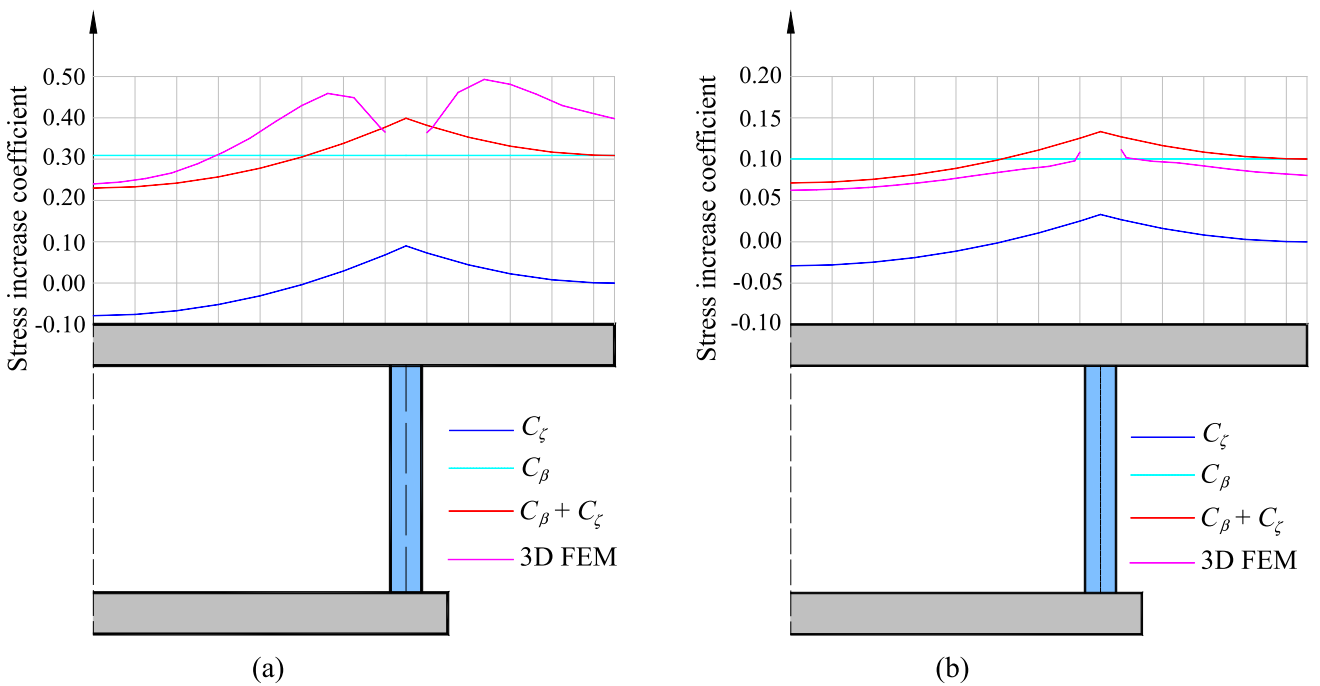 Stress increase coefficient
0.50
0.40
0.30
0.20
0.10
0.00
-0.10
Cζ
Cβ
Cβ + Cζ
3D FEM
(a)
Stress increase coefficient
0.20
0.15
0.10
0.05
0.00
-0.05
-0.10
Cζ
Cβ
Cβ + Cζ
3D FEM
(b)